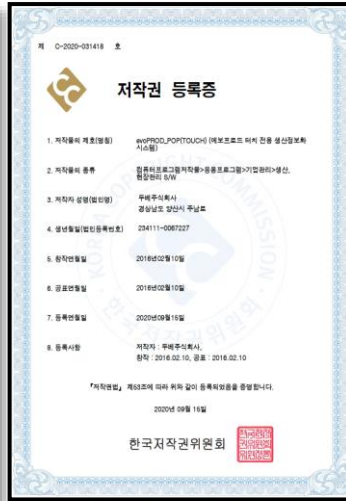 제 C-2020-031418 호
저작권 등록증
1. 저작물의 제호(명칭)
evoPROD_POP(TOUCH) (에보프로드 터치 전용 생산정보화
시스템)
2. 저작물의 종류
컴퓨터프로그램저작물>응용프로그램>기업관리>생산,
현장관리 S/W
3. 저작자 성명(법인명)
두베주식회사
경상남도 양산시 주남로
4. 생년월일(법인등록번호)
234111-0067227
5. 창작연월일
2016년02월10일
6. 공표연월일
2016년02월10일
7. 등록연월일
2020년09월15일
8. 등록사항
저작자 : 두베주식회사,
창작 : 2016.02.10, 공표 : 2016.02.10
『저작권법』 제53조에 따라 위와 같이 등록되었음을 증명합니다.
2020년 09월 15일
한국저작권위원회